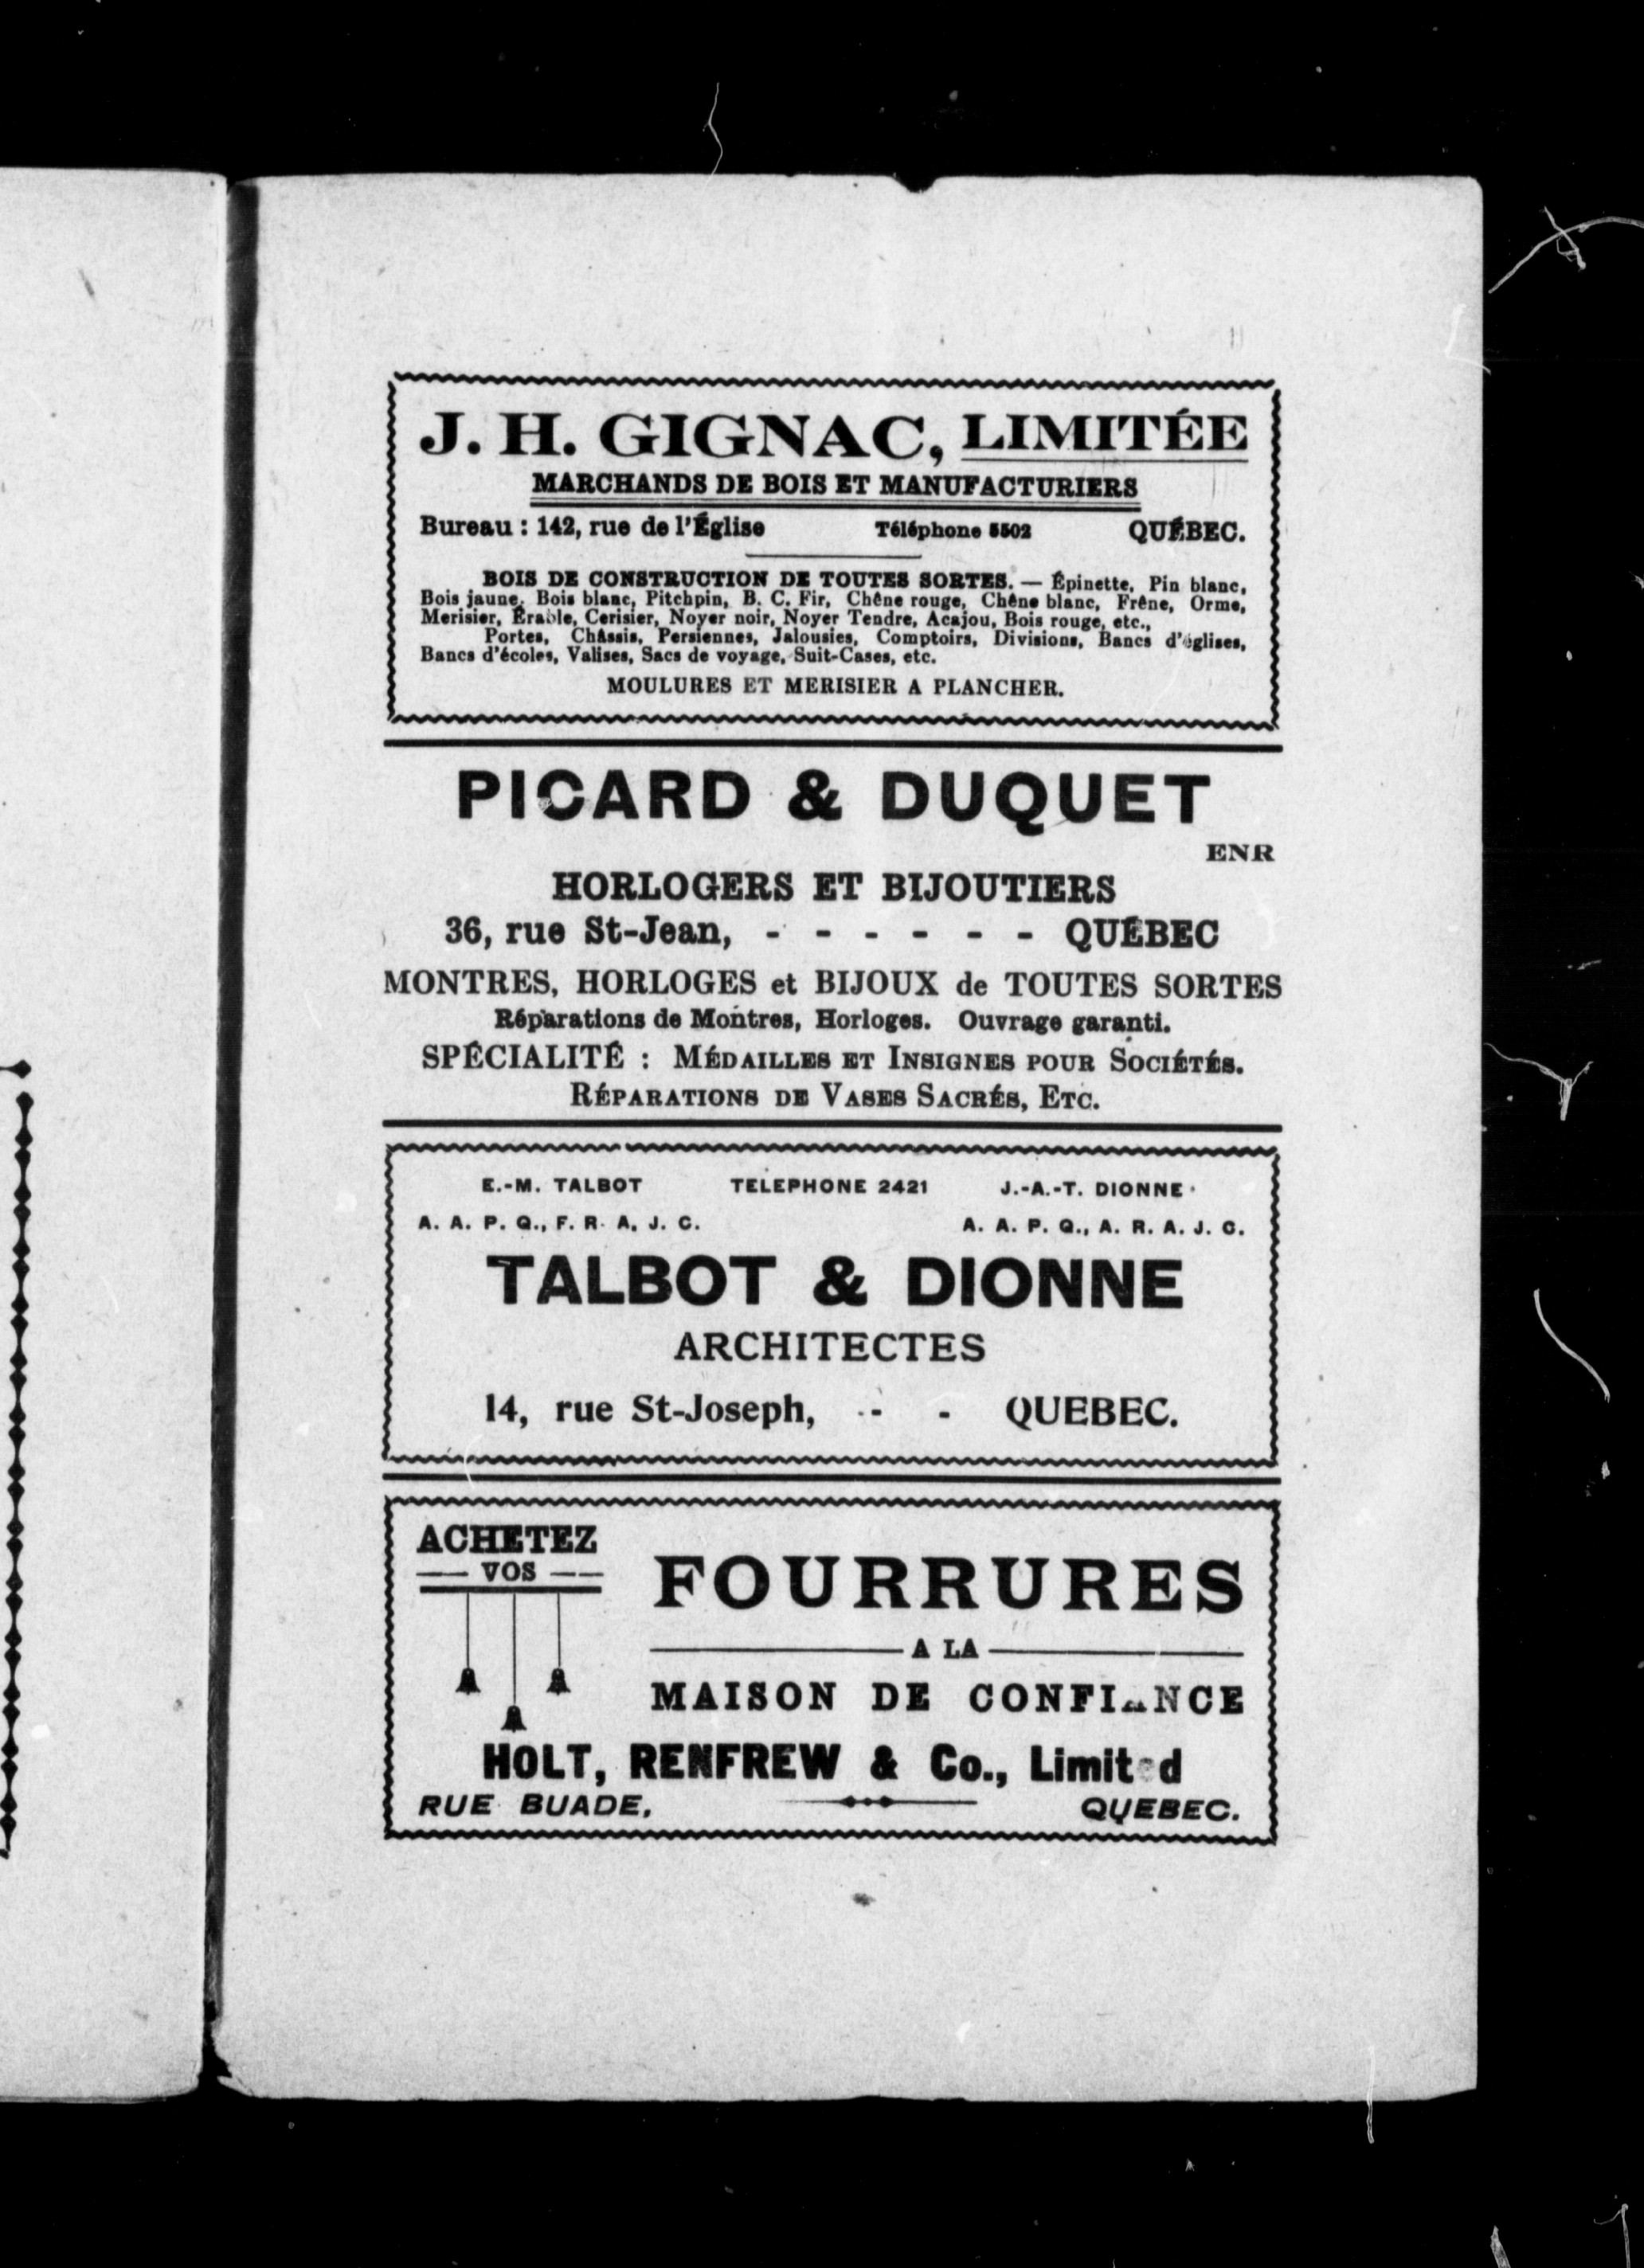 J. H. GIGNAC, LIMITÉE
MARCHANDS DE BOIS ET MANUFACTURIERS
Bureau : 142, rue de l'Église Téléphone 5502 QUÉBEC.
BOIS DE CONSTRUCTION DE TOUTES SORTES. — Épinette, Pin blanc,
Bois jaune, Bois blanc, Pitchpin, B. C. Fir, Chêne rouge, Chêne blanc, Frêne, Orme,
Merisier, Érable, Cerisier, Noyer noir, Noyer Tendre, Acajou, Bois rouge, etc.,
Portes, Châssis, Persiennes, Jalousies, Comptoirs, Divisions, Bancs d'églises,
Bancs d'écoles, Valises, Sacs de voyage, Suit-Cases, etc.
MOULURES ET MERISIER A PLANCHER.
PICARD & DUQUET
ENR
HORLOGERS ET BIJOUTIERS
36, rue St-Jean, - - - - - - QUÉBEC
MONTRES, HORLOGES et BIJOUX de TOUTES SORTES
Réparations de Montres, Horloges. Ouvrage garanti.
SPÉCIALITÉ : MÉDAILLES ET INSIGNES POUR SOCIÉTÉS.
RÉPARATIONS DE VASES SACRÉS, ETC.
E.-M. TALBOT TELEPHONE 2421 J.-A.-T. DIONNE
A. A. P. Q., F. R. A, J. C. A. A. P. Q., A. R. A. J. C.
TALBOT & DIONNE
ARCHITECTES
14, rue St-Joseph, - - QUEBEC.
ACHETEZ
— VOS —
FOURRURES
A LA
MAISON DE CONFIANCE
HOLT, RENFREW & Co., Limited
RUE BUADE, QUEBEC.